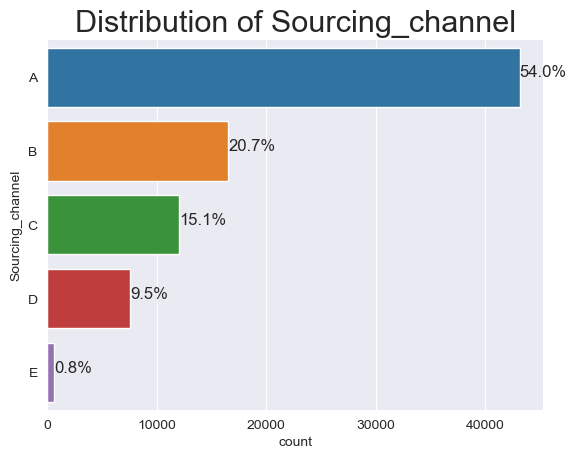 Distribution of Sourcing_channel
A
54.0%
B
20.7%
C
15.1%
D
9.5%
E
0.8%
Sourcing_channel
0
10000
20000
30000
40000
count